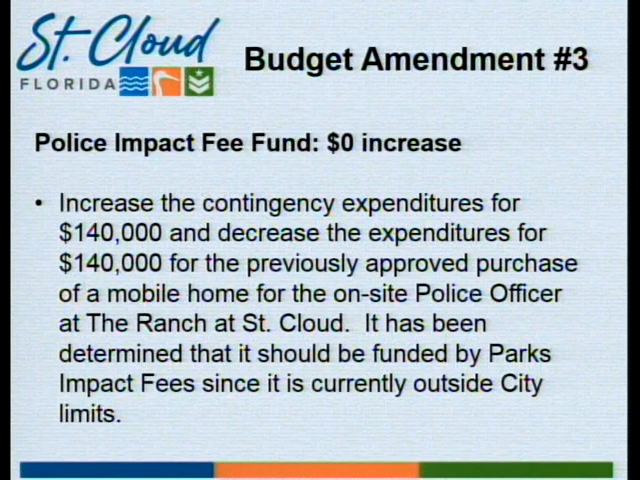 St. Cloud
FLORIDA
Budget Amendment #3
Police Impact Fee Fund: $0 increase
• Increase the contingency expenditures for
$140,000 and decrease the expenditures for
$140,000 for the previously approved purchase
of a mobile home for the on-site Police Officer
at The Ranch at St. Cloud.  It has been
determined that it should be funded by Parks
Impact Fees since it is currently outside City
limits.